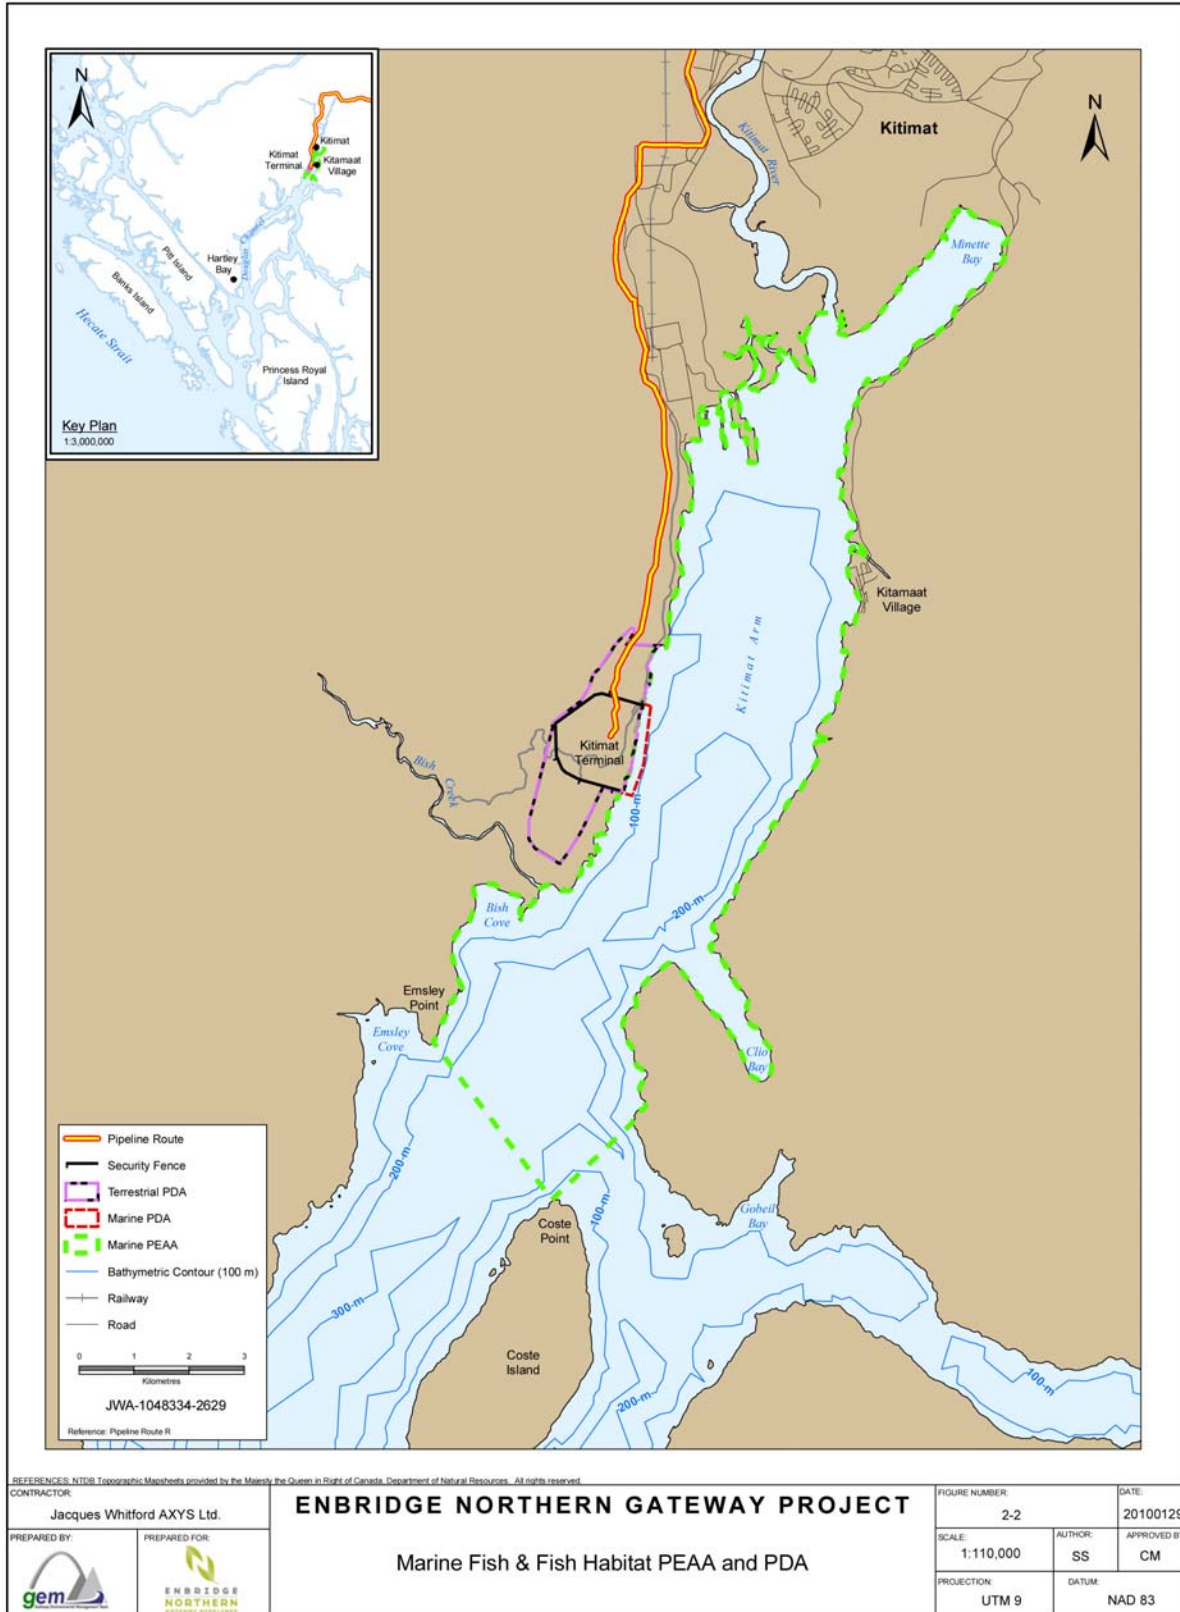 N
Kitimat
Kitimat
Terminal
Kitamaat
Village
Hartley
Bay
Douglas Channel
Pitt Island
Banks Island
Hecate Strait
Princess Royal
Island
Key Plan
1:3,000,000
N
Kitimat
Kitimat River
Minette
Bay
Kitamaat
Village
Kitimat Arm
Kitimat
Terminal
Bish
Creek
100-m
200-m
Bish
Cove
Emsley
Point
Emsley
Cove
Clio
Bay
200-m
100-m
Gobeil
Bay
Coste
Point
300-m
Coste
Island
200-m
100-m
Pipeline Route
Security Fence
Terrestrial PDA
Marine PDA
Marine PEAA
Bathymetric Contour (100 m)
Railway
Road
0 1 2 3
Kilometres
JWA-1048334-2629
Reference: Pipeline Route R
REFERENCES: NTDB Topographic Mapsheets provided by the Majesty the Queen in Right of Canada, Department of Natural Resources. All rights reserved.
CONTRACTOR:
Jacques Whitford AXYS Ltd.
PREPARED BY:
gem
PREPARED FOR:
ENBRIDGE
NORTHERN
ENBRIDGE NORTHERN GATEWAY PROJECT
Marine Fish & Fish Habitat PEAA and PDA
FIGURE NUMBER:
2-2
DATE:
20100129
SCALE:
1:110,000
AUTHOR:
SS
APPROVED BY
CM
PROJECTION:
UTM 9
DATUM:
NAD 83